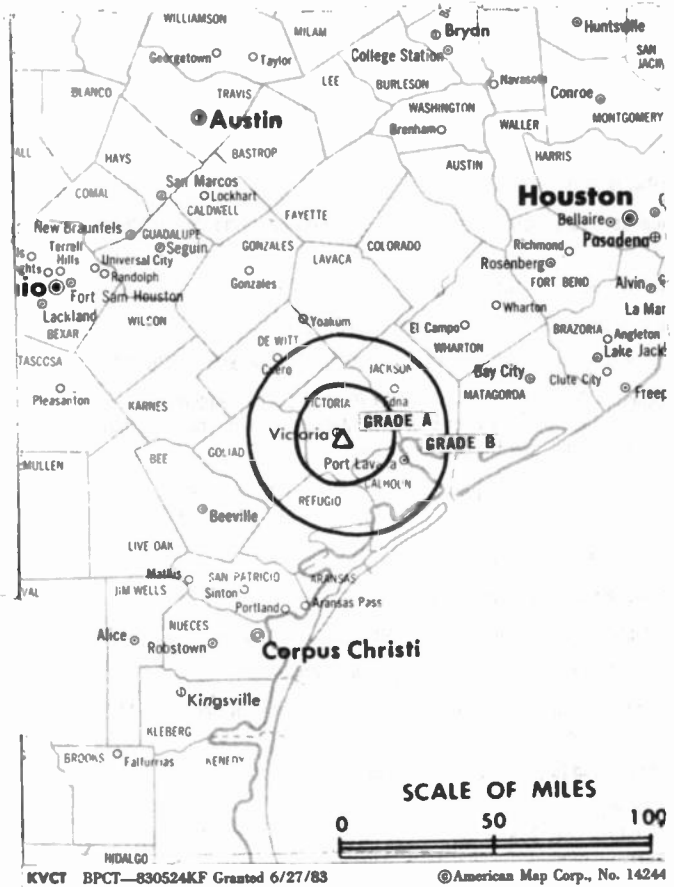 WILLIAMSON
MILAM
Bryan
Huntsville
Georgetown
Taylor
College Station
SAN
JACIN
BLANCO
TRAVIS
LEE
BURLESON
Navasota
Conroe
MONTGOMERY
Austin
WASHINGTON
Brenham
WALLER
HARRIS
ALL
HAYS
BASTROP
AUSTIN
COMAL
San Marcos
Lockhart
CALDWELL
FAYETTE
Houston
Bellaire
Pasadena
New Braunfels
GUADALUPE
Seguin
GONZALES
LAVACA
COLORADO
Richmond
Rosenberg
FORT BEND
ls
Terrell
Hills
ghts
Universal City
Randolph
Gonzales
Alvin
io
Fort Sam Houston
Lackland
BEXAR
WILSON
Yoakum
El Campo
Wharton
WHARTON
La Mar
BRAZORIA
Angleton
Lake Jack
TASCOSA
DE WITT
Cuero
JACKSON
Edna
Bay City
MATAGORDA
Clute City
Freep
Pleasanton
KARNES
VICTORIA
GRADE A
Victoria
GRADE B
MULLEN
BEE
GOLIAD
Port Lavaca
CALHOUN
REFUGIO
Beeville
LIVE OAK
Mathis
SAN PATRICIO
ARANSAS
VAL
JIM WELLS
Sinton
Portland
Aransas Pass
NUECES
Alice
Robstown
Corpus Christi
Kingsville
KLEBERG
BROOKS
Falfurrias
KENEDY
SCALE OF MILES
0 50 100
HIDALGO
KVCT BPCT—830524KF Granted 6/27/83
©American Map Corp., No. 14244